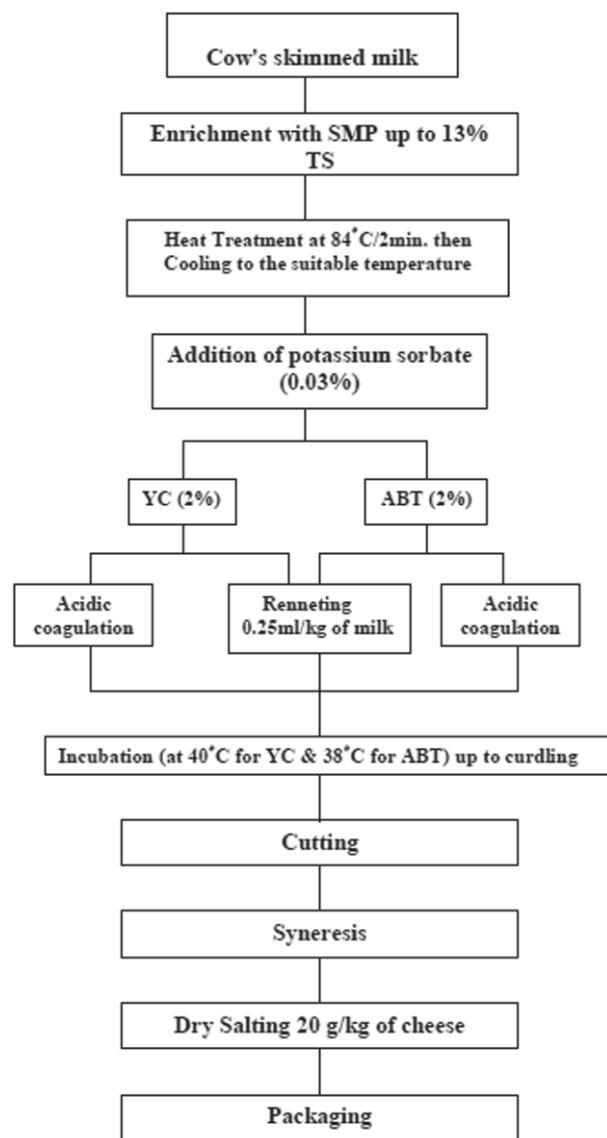 Cow's skimmed milk
Enrichment with SMP up to 13%
TS
Heat Treatment at 84°C/2min. then
Cooling to the suitable temperature
Addition of potassium sorbate
(0.03%)
YC (2%)
ABT (2%)
Acidic
coagulation
Renneting
0.25ml/kg of milk
Acidic
coagulation
Incubation (at 40°C for YC & 38°C for ABT) up to curdling
Cutting
Syneresis
Dry Salting 20 g/kg of cheese
Packaging